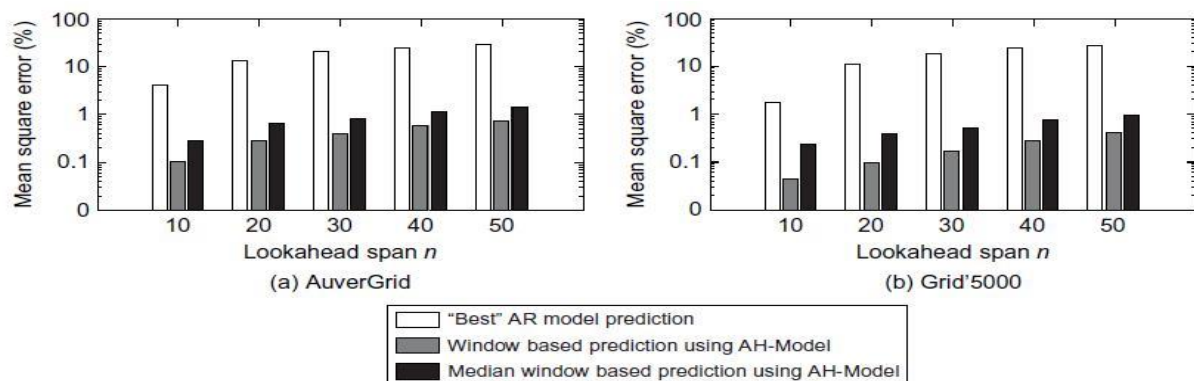 Mean square error (%)
100
10
1
0.1
0
10 20 30 40 50
Lookahead span n
(a) AuverGrid
Mean square error (%)
100
10
1
0.1
0
10 20 30 40 50
Lookahead span n
(b) Grid'5000
"Best" AR model prediction
Window based prediction using AH-Model
Median window based prediction using AH-Model